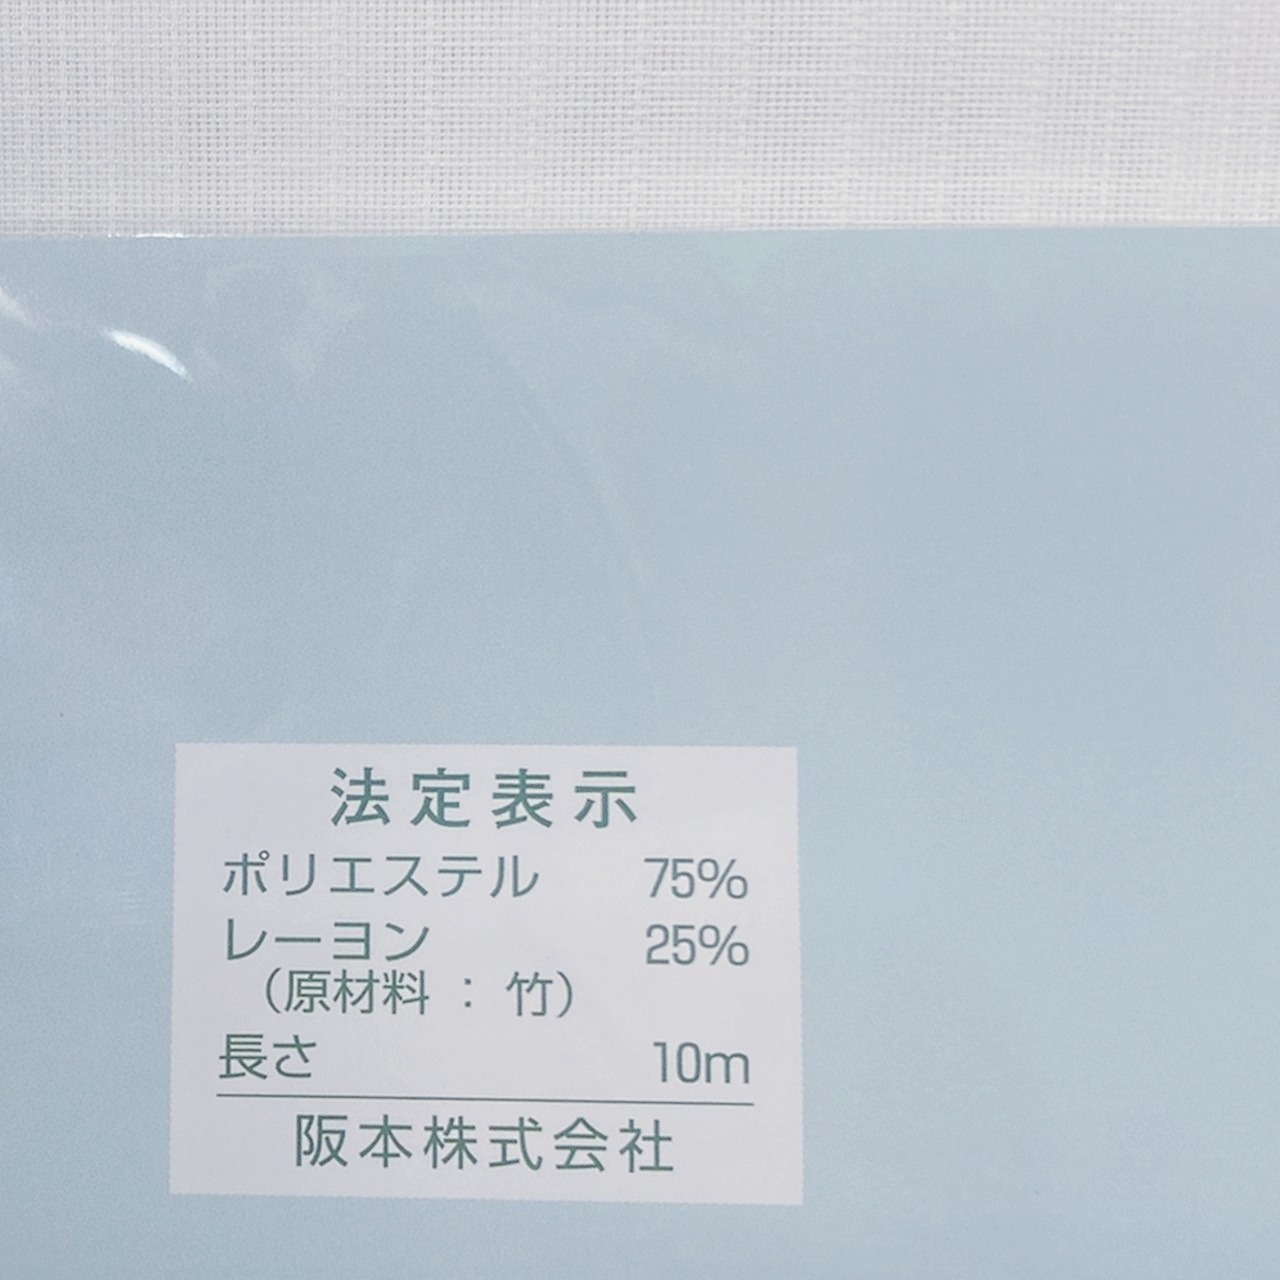 法定表示
ポリエステル 75%
レーヨン 25%
（原材料 ： 竹）
長さ 10m
阪本株式会社